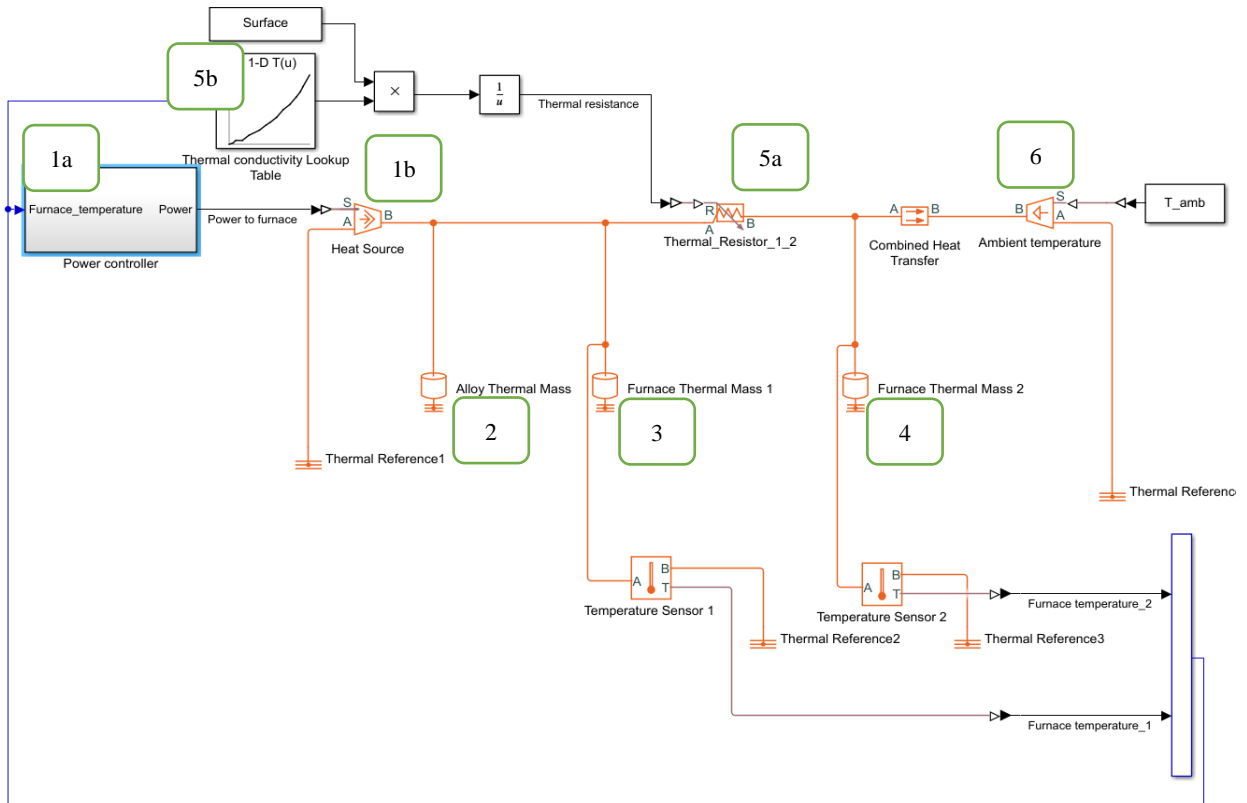 Surface
5b
1-D T(u)
×
1
u
Thermal resistance
Thermal conductivity Lookup
Table
1a
1b
5a
6
Furnace_temperature
Power
Power to furnace
S
A
B
Heat Source
Power controller
R
A
B
Thermal_Resistor_1_2
A
B
Combined Heat
Transfer
B
S
A
Ambient temperature
T_amb
Alloy Thermal Mass
Furnace Thermal Mass 1
Furnace Thermal Mass 2
2
3
4
Thermal Reference1
Thermal Reference
A
B
T
Temperature Sensor 1
A
B
T
Temperature Sensor 2
Furnace temperature_2
Thermal Reference2
Thermal Reference3
Furnace temperature_1